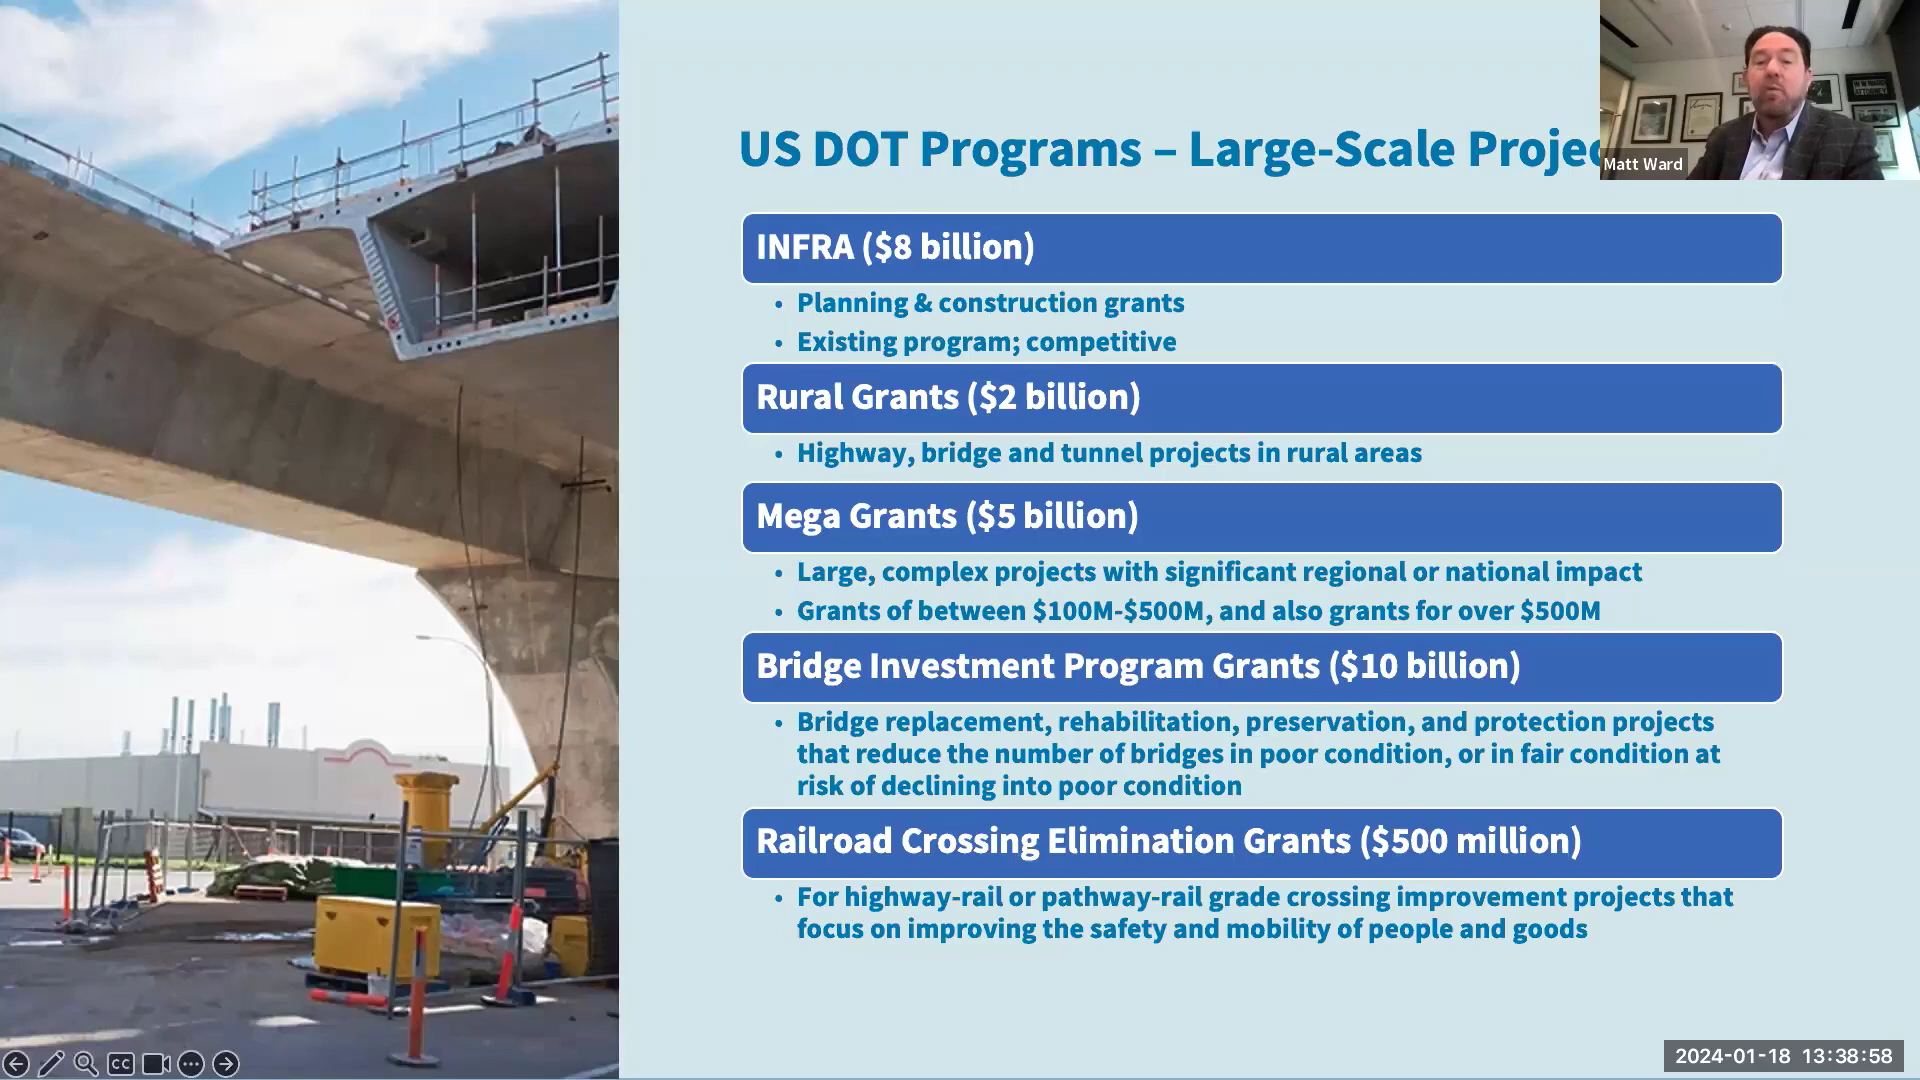 US DOT Programs – Large-Scale Projec
Matt Ward
INFRA ($8 billion)
• Planning & construction grants
• Existing program; competitive
Rural Grants ($2 billion)
• Highway, bridge and tunnel projects in rural areas
Mega Grants ($5 billion)
• Large, complex projects with significant regional or national impact
• Grants of between $100M-$500M, and also grants for over $500M
Bridge Investment Program Grants ($10 billion)
• Bridge replacement, rehabilitation, preservation, and protection projects
that reduce the number of bridges in poor condition, or in fair condition at
risk of declining into poor condition
Railroad Crossing Elimination Grants ($500 million)
• For highway-rail or pathway-rail grade crossing improvement projects that
focus on improving the safety and mobility of people and goods
CC
2024-01-18 13:38:58